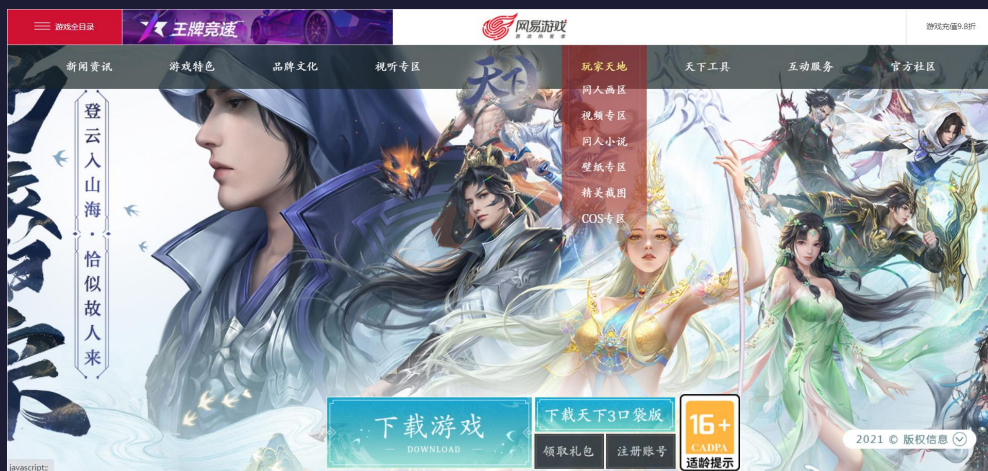 游戏全目录
王牌竞速
网易游戏
游戏热爱者
游戏充值9.8折
新闻资讯
游戏特色
品牌文化
视听专区
天下
玩家天地
天下工具
互动服务
官方社区
同人画区
视频专区
同人小说
壁纸专区
精美截图
COS专区
登云入山海·恰似故人来
下载游戏
DOWNLOAD
下载天下3口袋版
领取礼包
注册账号
16+
CADPA
适龄提示
2021 © 版权信息
javascript:;